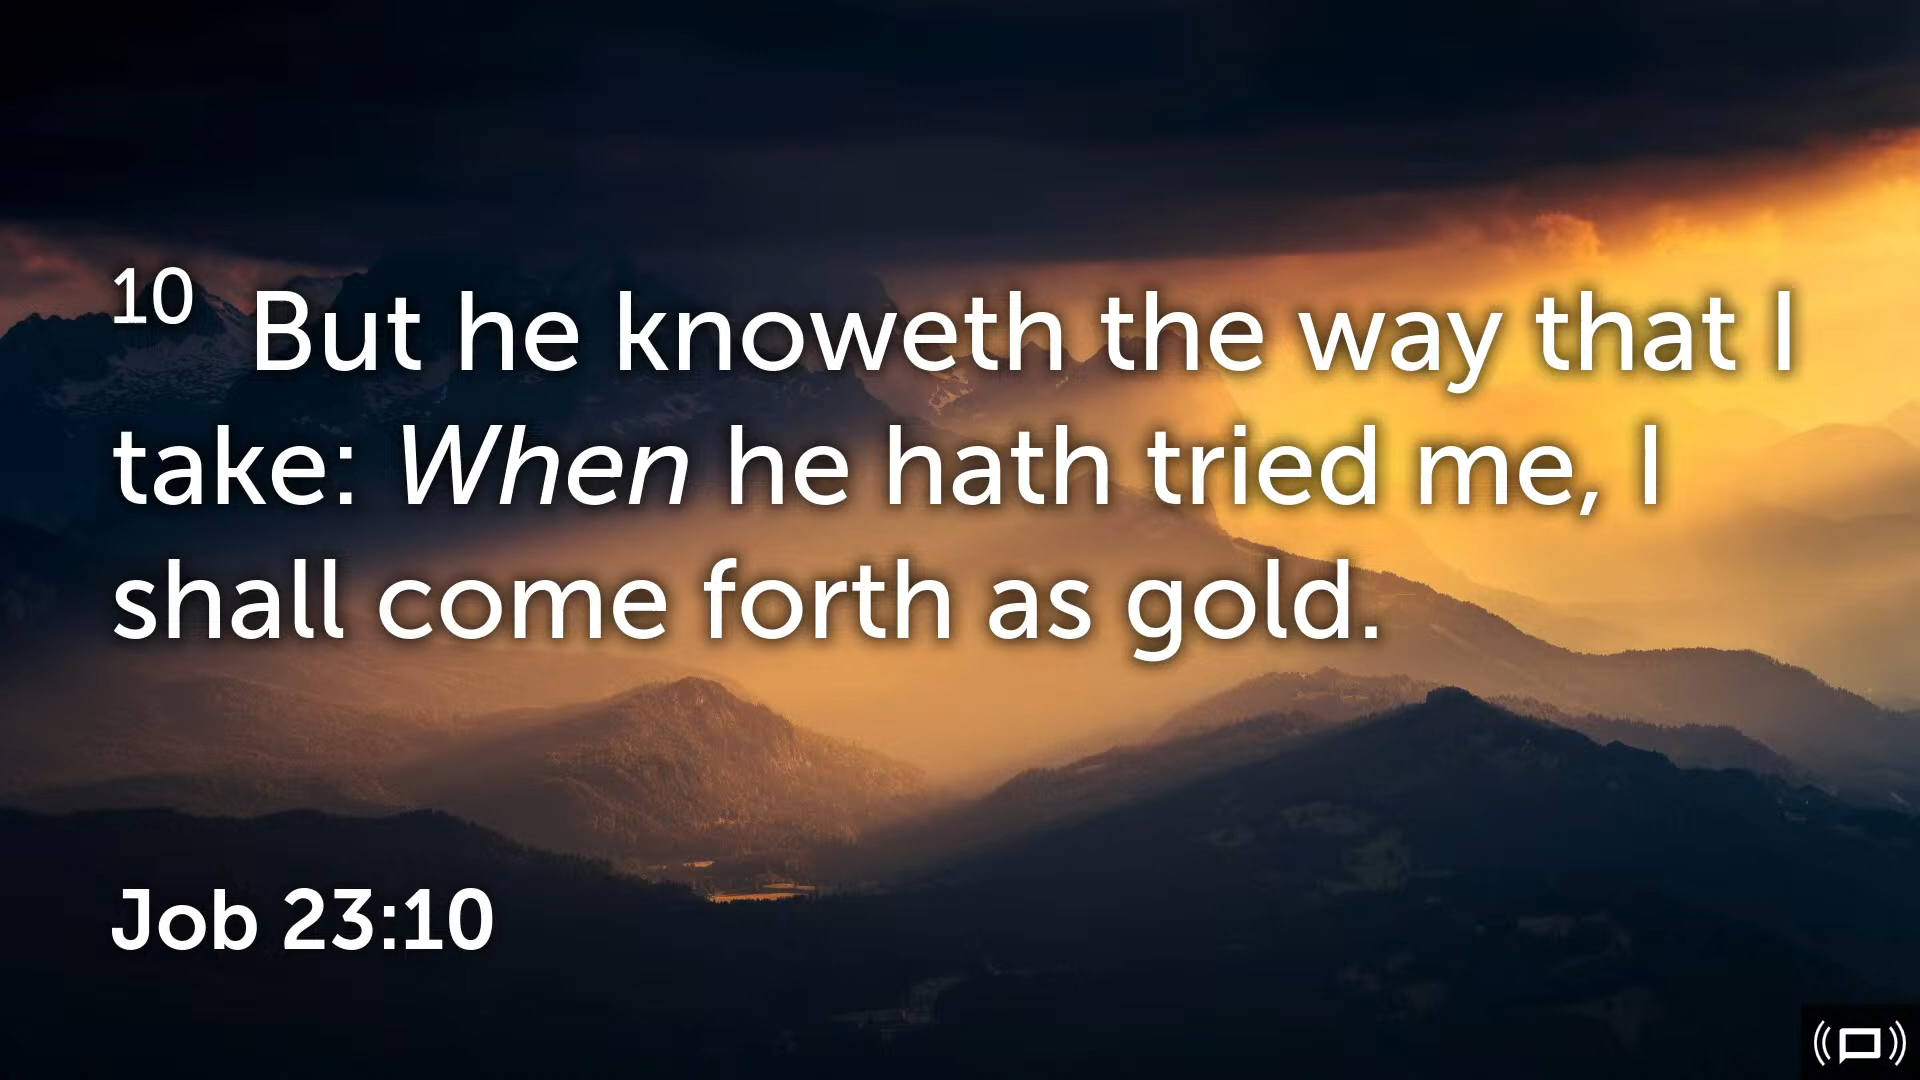 10 But he knoweth the way that I
take: When he hath tried me, I
shall come forth as gold.
Job 23:10